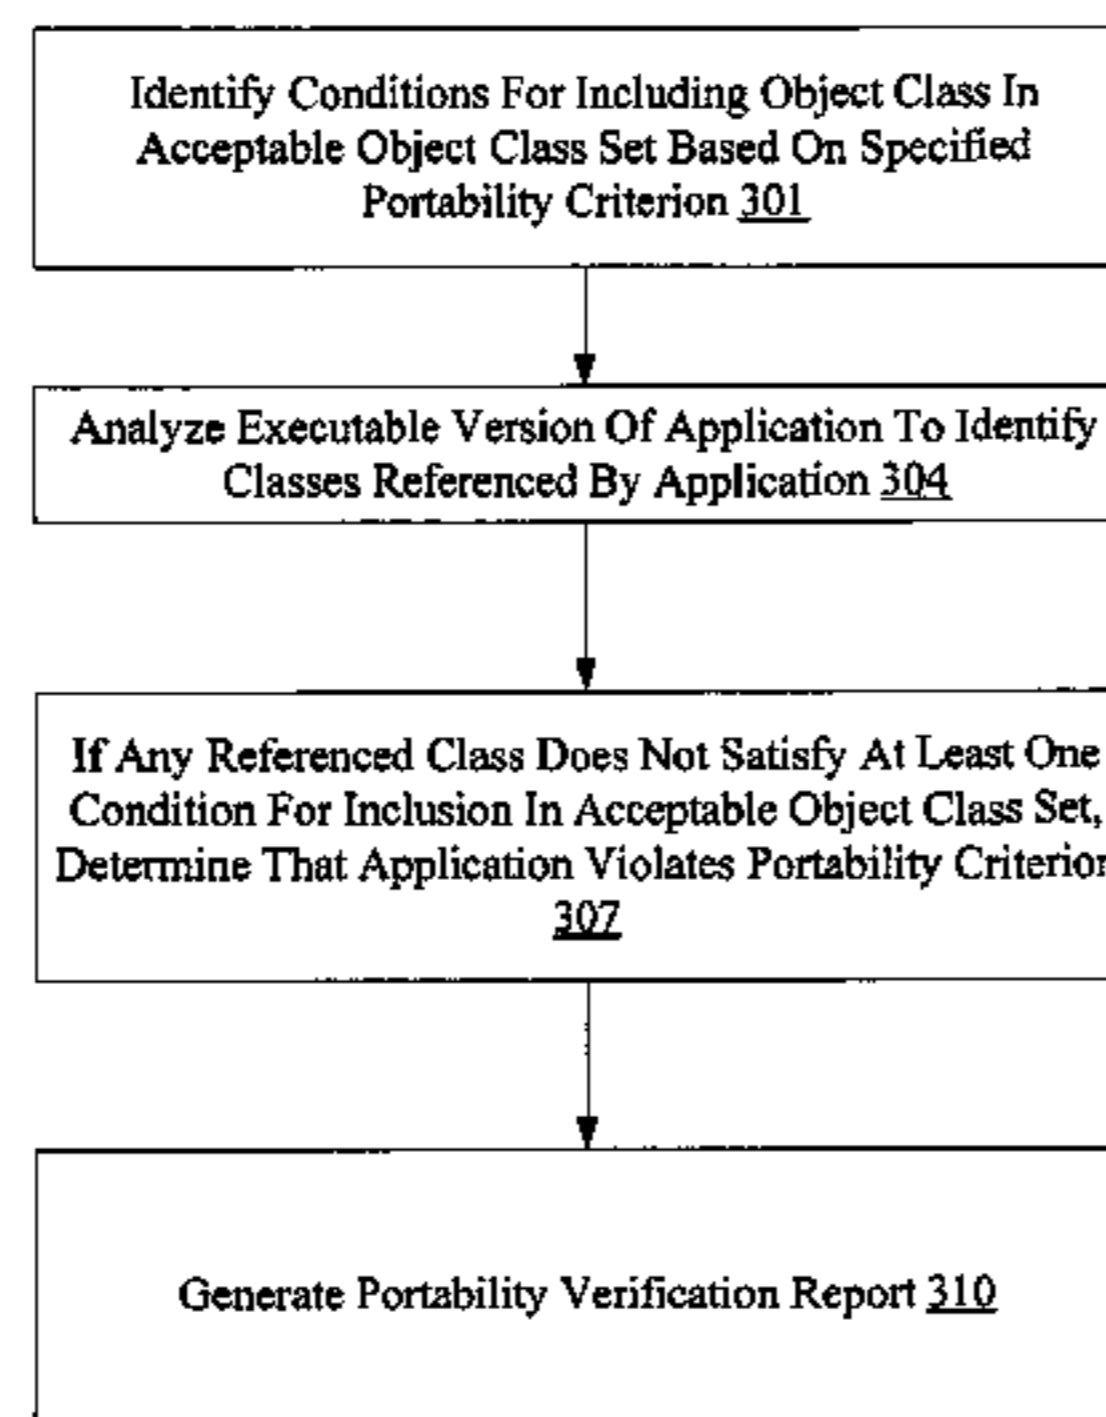 Identify Conditions For Including Object Class In
Acceptable Object Class Set Based On Specified
Portability Criterion 301
Analyze Executable Version Of Application To Identify
Classes Referenced By Application 304
If Any Referenced Class Does Not Satisfy At Least One
Condition For Inclusion In Acceptable Object Class Set,
Determine That Application Violates Portability Criterion
307
Generate Portability Verification Report 310